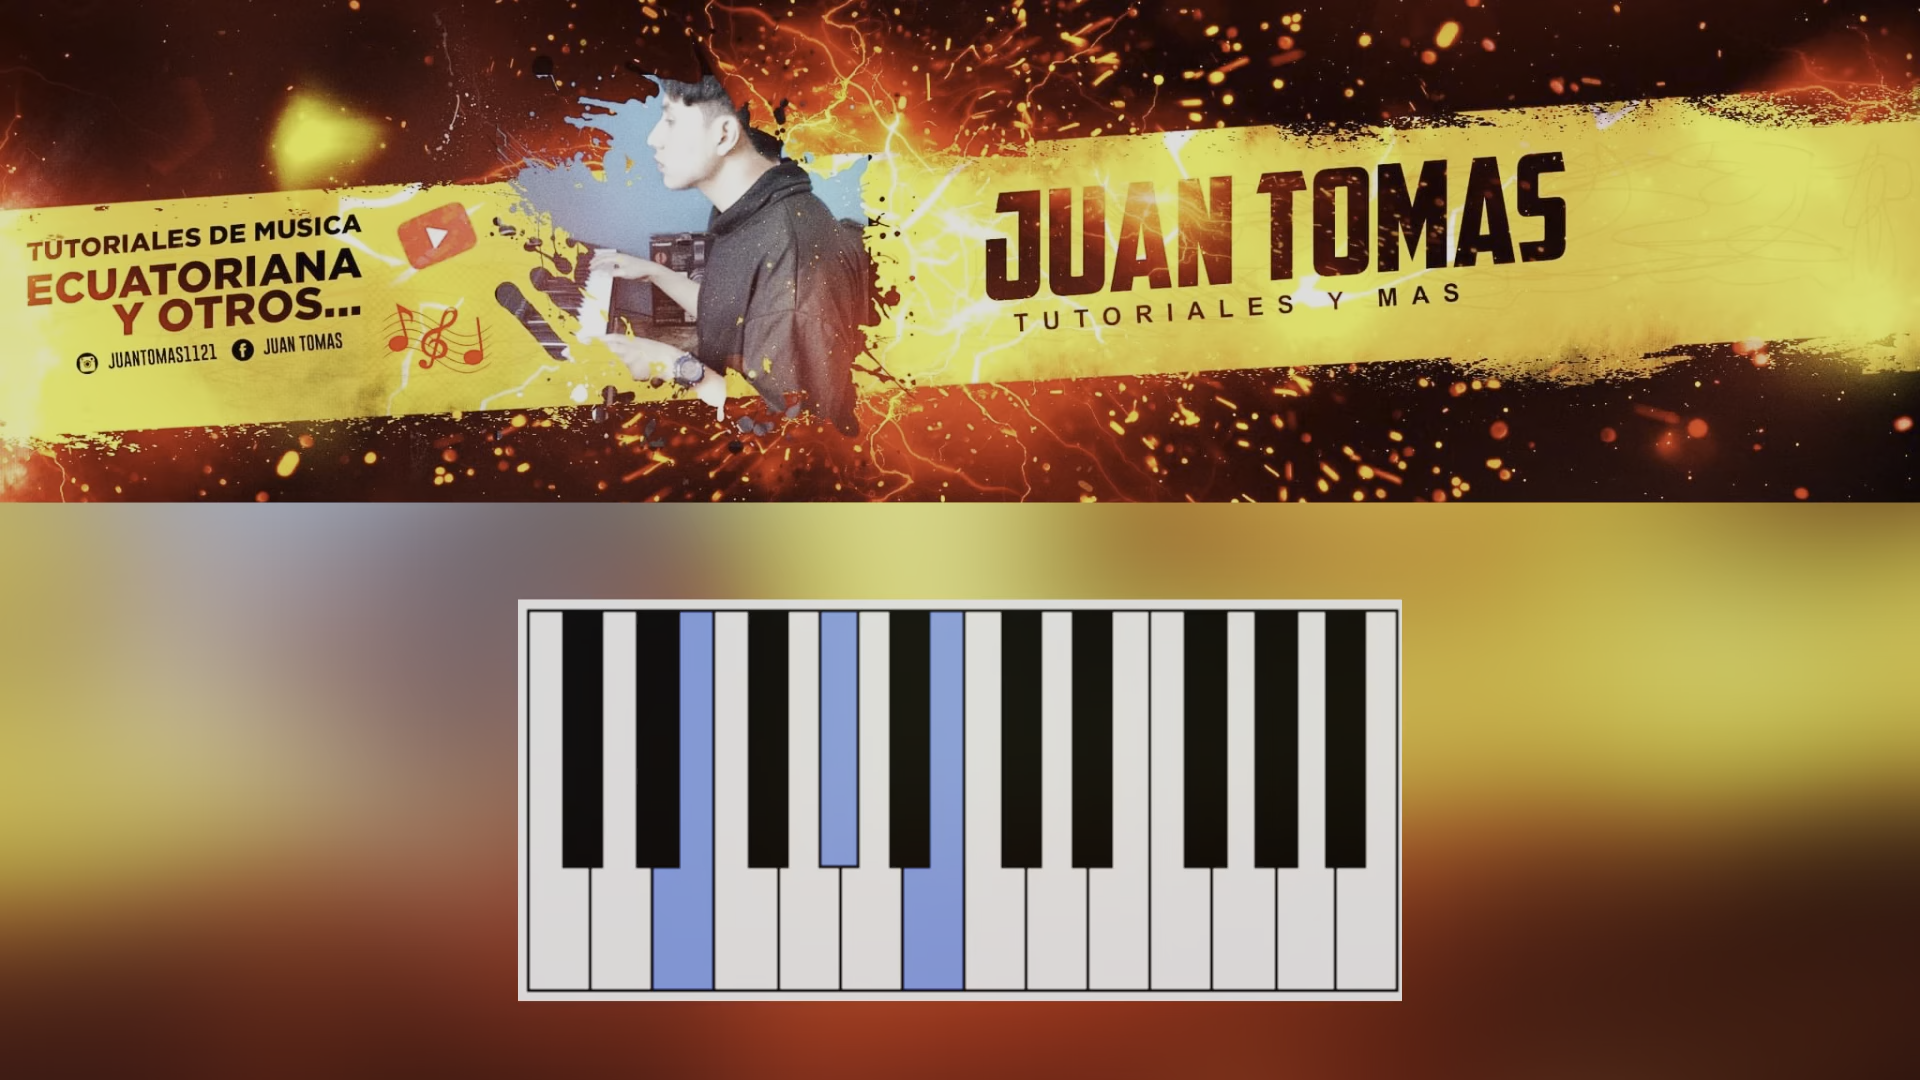 TUTORIALES DE MUSICA
ECUATORIANA
Y OTROS...
JUANTOMAS1121 JUAN TOMAS
JUAN TOMAS
TUTORIALES Y MAS